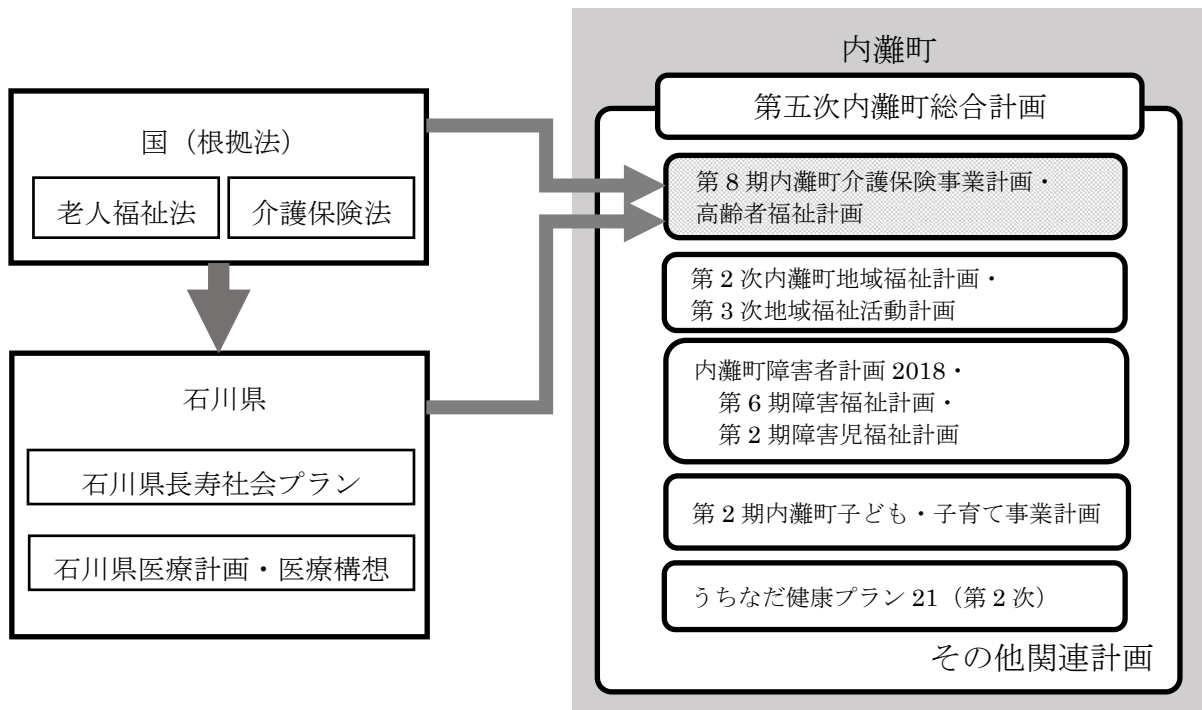 国（根拠法）
老人福祉法
介護保険法
石川県
石川県長寿社会プラン
石川県医療計画・医療構想
内灘町
第五次内灘町総合計画
第８期内灘町介護保険事業計画・
高齢者福祉計画
第２次内灘町地域福祉計画・
第３次地域福祉活動計画
内灘町障害者計画 2018・
第６期障害福祉計画・
第２期障害児福祉計画
第２期内灘町子ども・子育て事業計画
うちなだ健康プラン 21（第２次）
その他関連計画